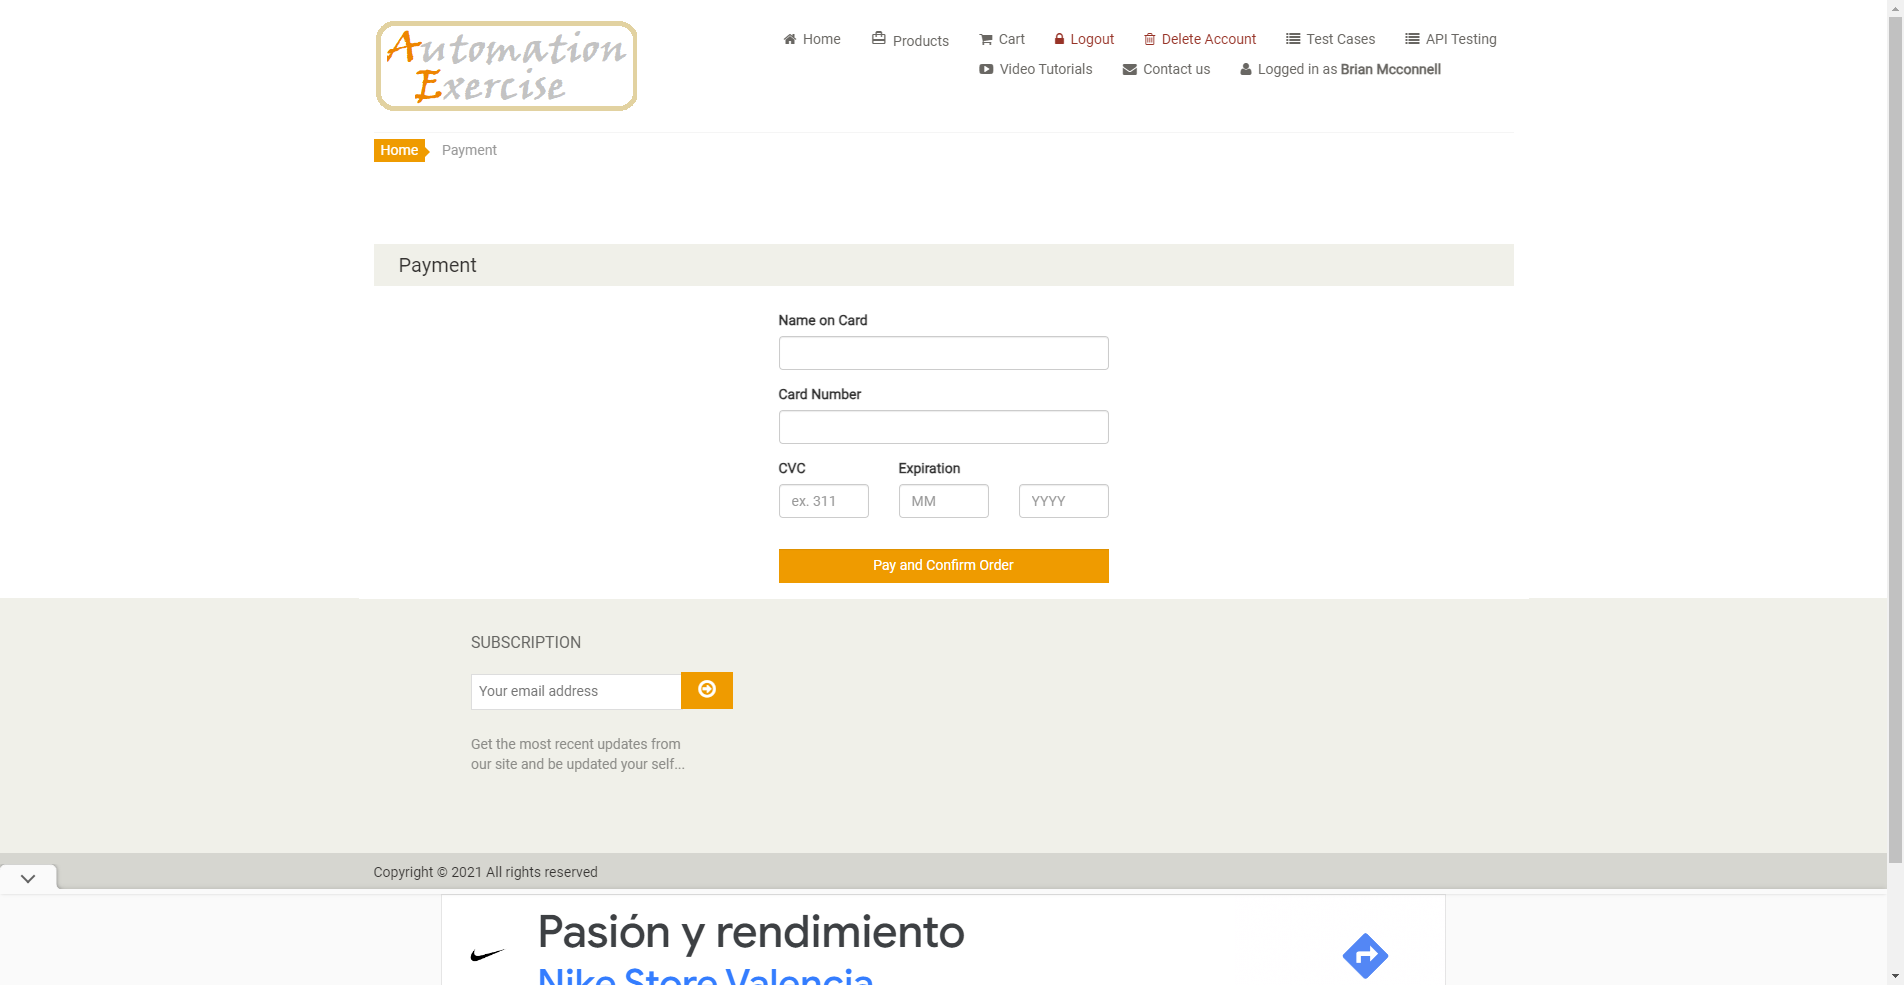 Automation
Exercise
Home
Products
Cart
Logout
Delete Account
Test Cases
API Testing
Video Tutorials
Contact us
Logged in as Brian Mcconnell
Home
Payment
Payment
Name on Card
Card Number
CVC
Expiration
ex. 311
MM
YYYY
Pay and Confirm Order
SUBSCRIPTION
Your email address
Get the most recent updates from
our site and be updated your self...
Copyright © 2021 All rights reserved
Pasión y rendimiento
Nike Store Valencia